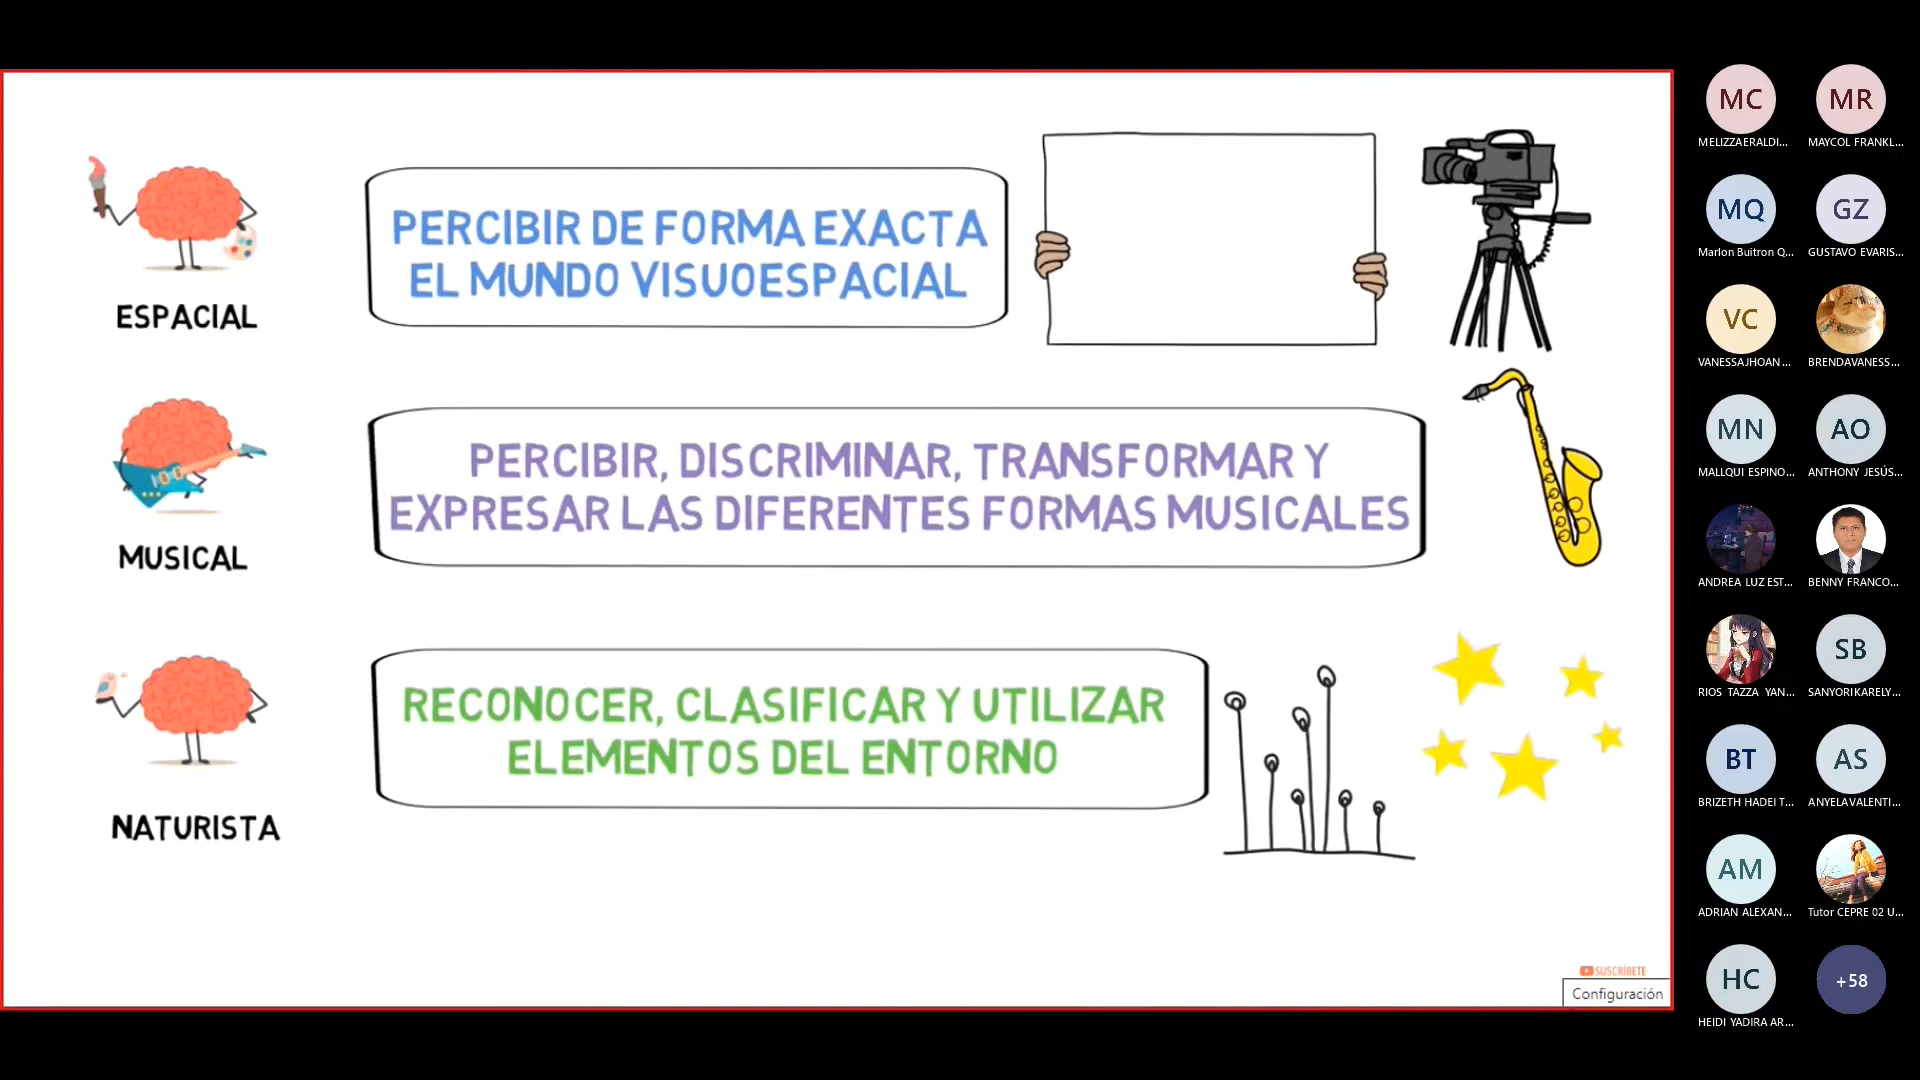 ESPACIAL
PERCIBIR DE FORMA EXACTA
EL MUNDO VISUOESPACIAL
MUSICAL
PERCIBIR, DISCRIMINAR, TRANSFORMAR Y
EXPRESAR LAS DIFERENTES FORMAS MUSICALES
NATURISTA
RECONOCER, CLASIFICAR Y UTILIZAR
ELEMENTOS DEL ENTORNO
SUSCRÍBETE
Configuración
MC
MELIZZAERALDI...
MR
MAYCOL FRANKL...
MQ
Marlon Buitron Q...
GZ
GUSTAVO EVARIS...
VC
VANESSAJHOAN...
BRENDAVANESS...
MN
MALLQUI ESPINO...
AO
ANTHONY JESÚS...
ANDREA LUZ EST...
BENNY FRANCO...
RIOS TAZZA YAN...
SB
SANYORIKARELY...
BT
BRIZETH HADEI T...
AS
ANYELAVALENTI...
AM
ADRIAN ALEXAN...
Tutor CEPRE 02 U...
HC
HEIDI YADIRA AR...
+58